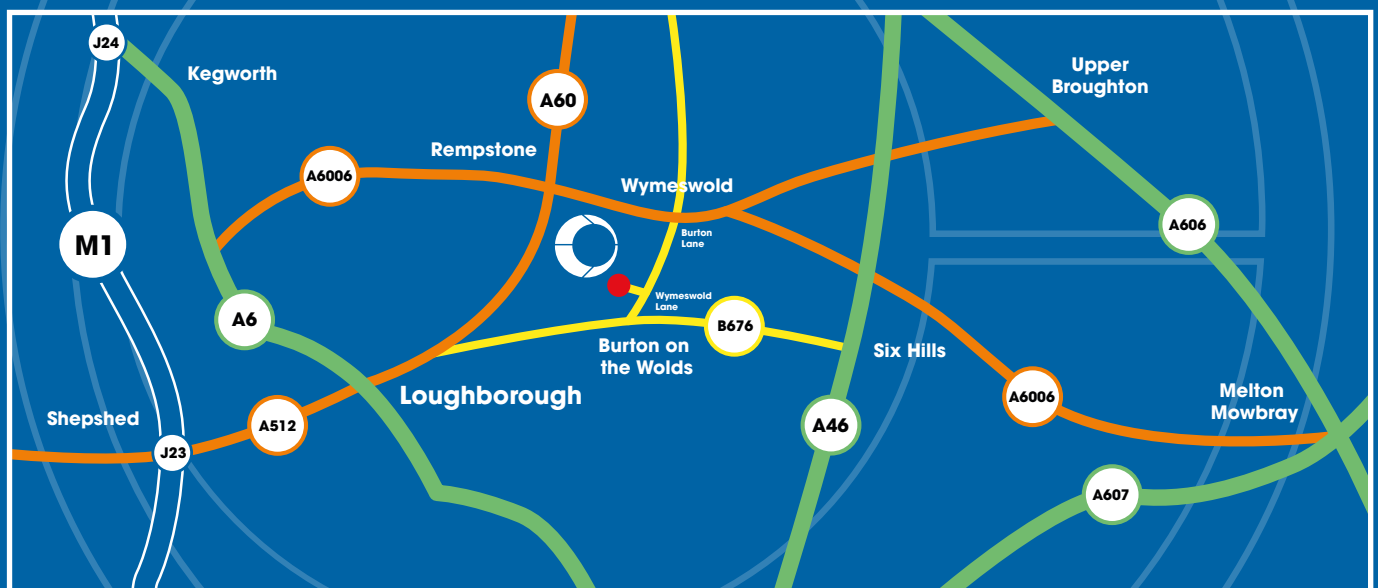 J24
Kegworth
Upper
Broughton
A60
Rempstone
A6006
Wymeswold
A606
Burton
Lane
M1
Wymeswold
Lane
A6
B676
Burton on
the Wolds
Six Hills
Loughborough
A6006
Melton
Mowbray
Shepshed
A512
A46
J23
A607